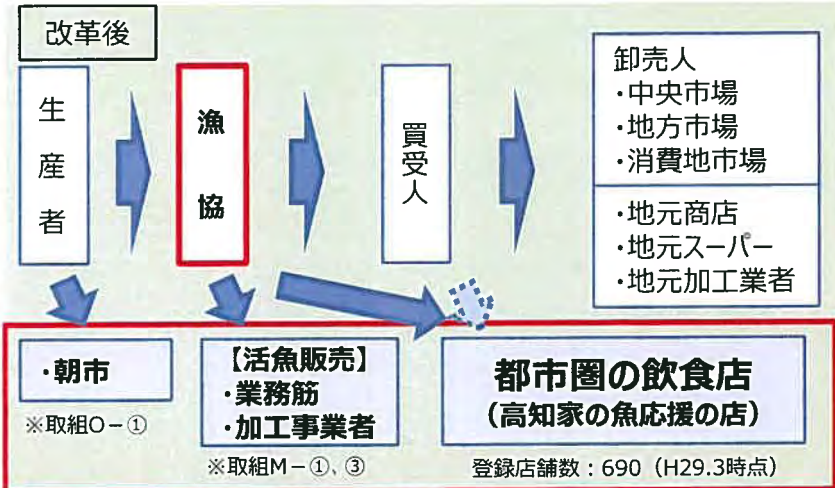 改革後
生産者
漁協
買受人
卸売人
・中央市場
・地方市場
・消費地市場
・地元商店
・地元スーパー
・地元加工業者
・朝市
※取組O－①
【活魚販売】
・業務筋
・加工事業者
※取組M－①、③
都市圏の飲食店
（高知家の魚応援の店）
登録店舗数：690（H29.3時点）